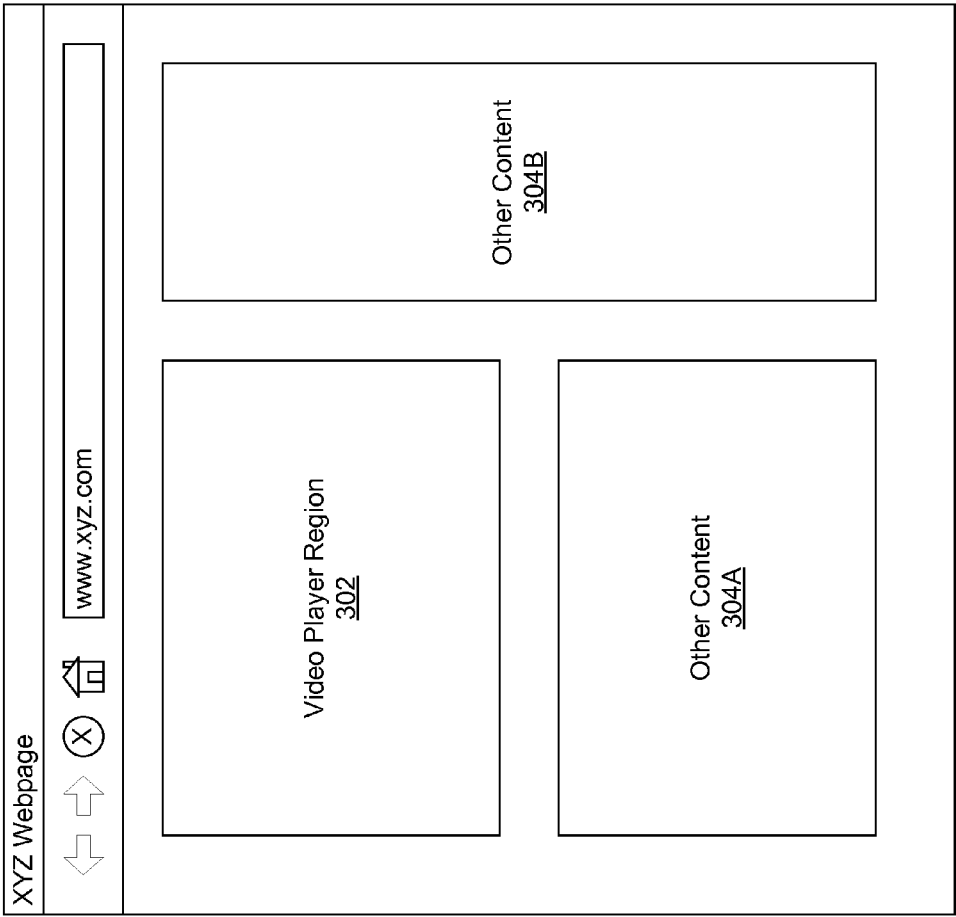 XYZ Webpage
X
www.xyz.com
Video Player Region
302
Other Content
304A
Other Content
304B